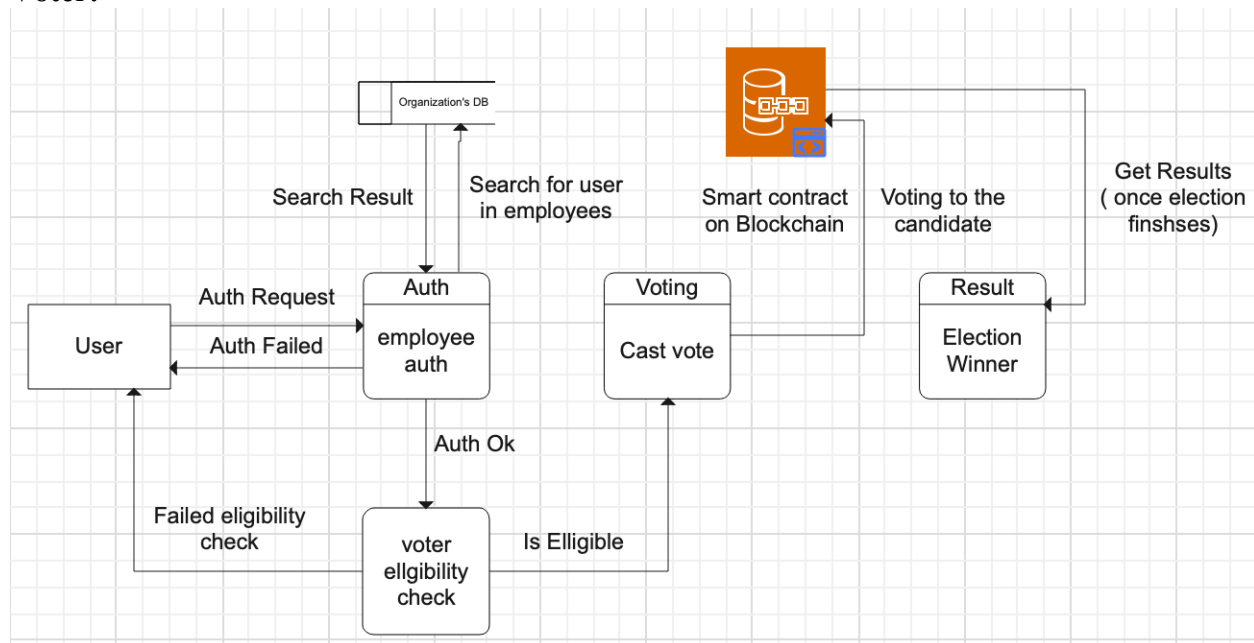 Organization's DB
Search Result
Search for user
in employees
Smart contract
on Blockchain
Voting to the
candidate
Get Results
( once election
finshses)
Auth
employee
auth
Voting
Cast vote
Result
Election
Winner
User
Auth Request
Auth Failed
Auth Ok
Failed eligibility
check
voter
ellgibility
check
Is Elligible